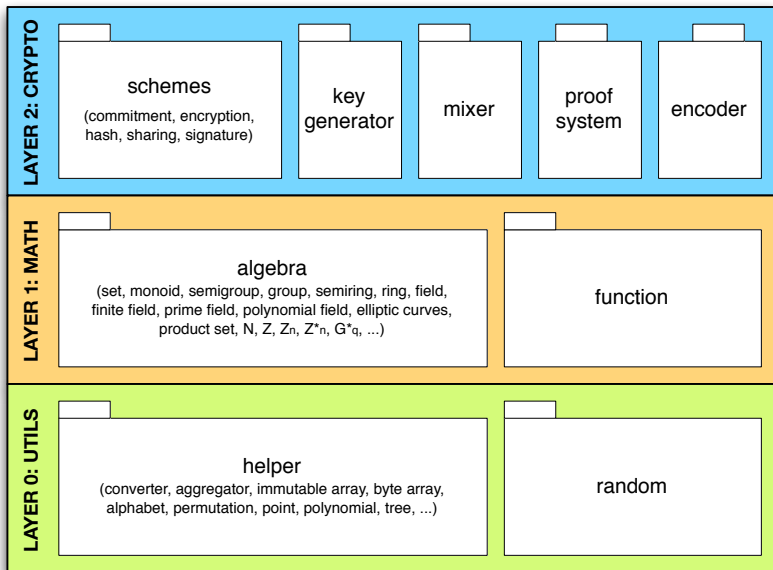 LAYER 2: CRYPTO
schemes
(commitment, encryption,
hash, sharing, signature)
key
generator
mixer
proof
system
encoder
LAYER 1: MATH
algebra
(set, monoid, semigroup, group, semiring, ring, field,
finite field, prime field, polynomial field, elliptic curves,
product set, N, Z, Zn, Z*n, G*q, ...)
function
LAYER 0: UTILS
helper
(converter, aggregator, immutable array, byte array,
alphabet, permutation, point, polynomial, tree, ...)
random